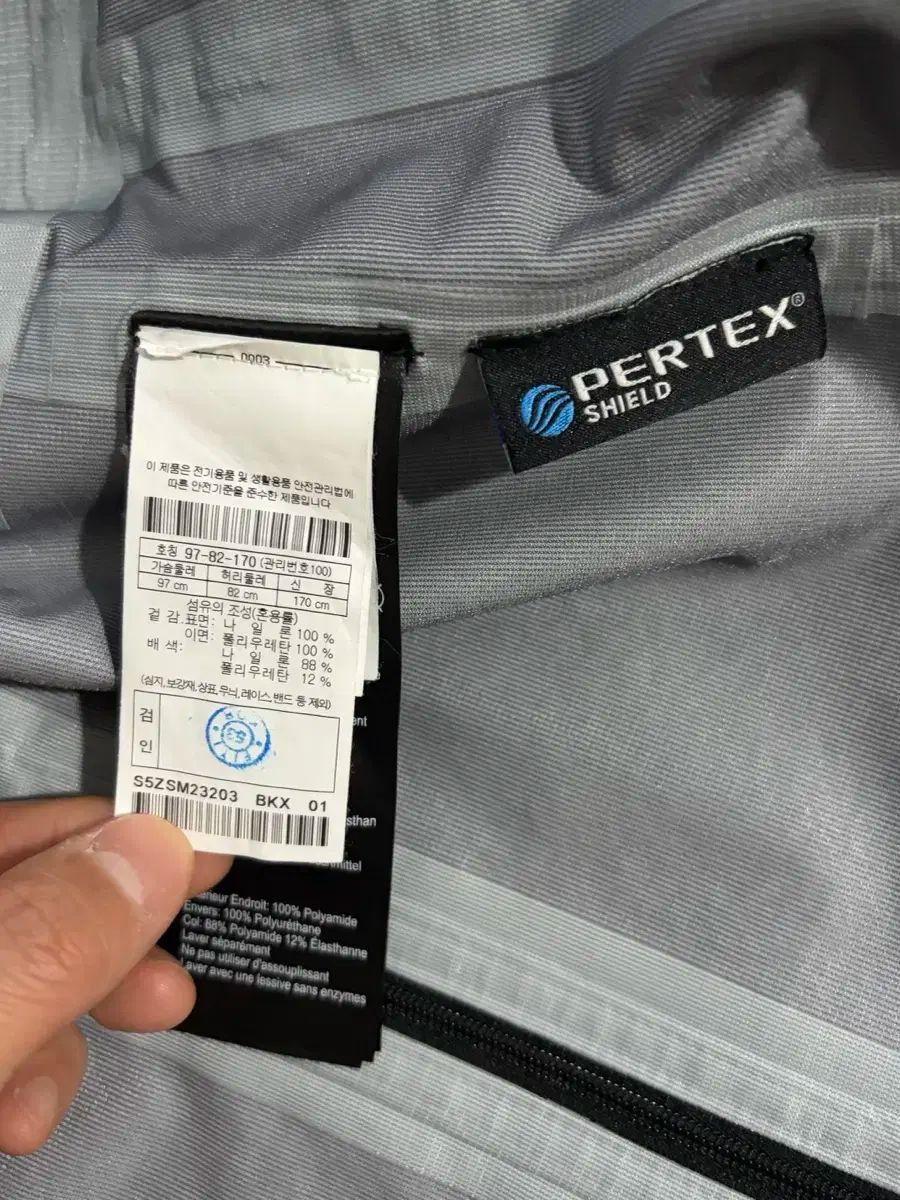 0003
이 제품은 전기용품 및 생활용품 안전관리법에
따른 안전기준을 준수한 제품입니다
호칭 97-82-170 (관리번호100)
가슴둘레 허리둘레 신 장
97 cm 82 cm 170 cm
섬유의 조성(혼용률)
겉 감.표면: 나 일 론 100 %
이면: 폴리우레탄 100 %
배 색: 나 일 론 88 %
폴리우레탄 12 %
(심지,보강재,상표,무늬,레이스,밴드 등 제외)
검
인
S5ZSM23203 BKX 01
Endroit: 100% Polyamide
Envers: 100% Polyuréthane
Col: 88% Polyamide 12% Élasthanne
Laver séparément
Ne pas utiliser d'assouplissant
Laver avec une lessive sans enzymes
PERTEX®
SHIELD